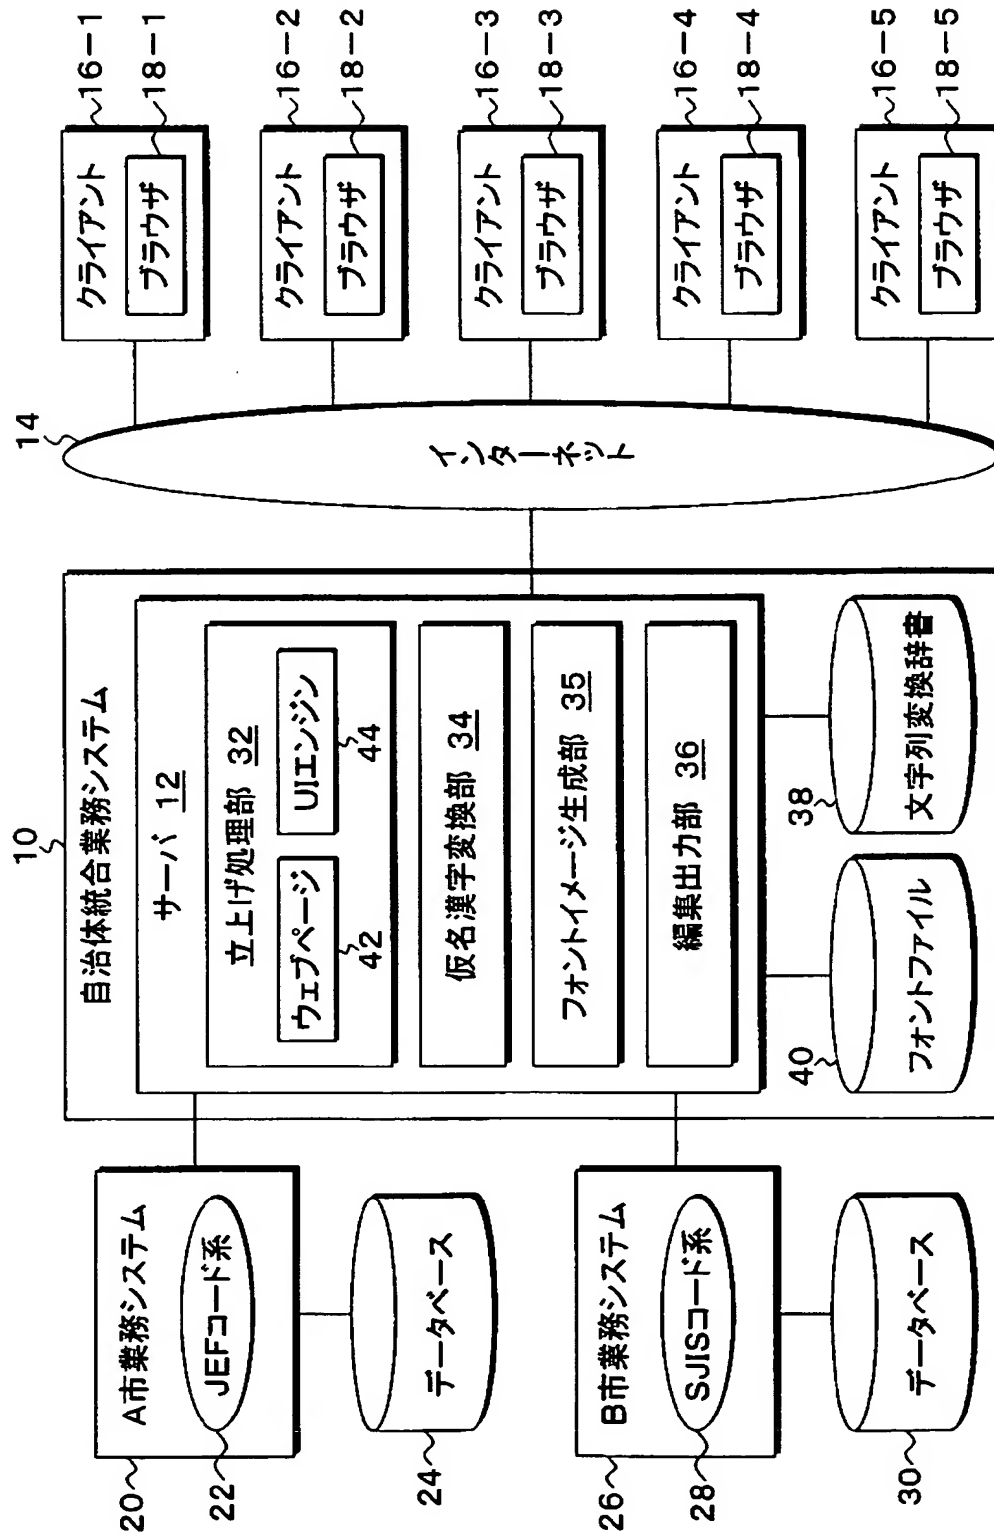 20
A市業務システム
22
JEFコード系
24
データベース
26
B市業務システム
28
SJISコード系
30
データベース
10
自治体統合業務システム
サーバ 12
立上げ処理部 32
ウェブページ
42
UIエンジン
44
仮名漢字変換部 34
フォントイメージ生成部 35
編集出力部 36
40
フォントファイル
38
文字列変換辞書
14
インターネット
クライアント
16-1
ブラウザ
18-1
クライアント
16-2
ブラウザ
18-2
クライアント
16-3
ブラウザ
18-3
クライアント
16-4
ブラウザ
18-4
クライアント
16-5
ブラウザ
18-5